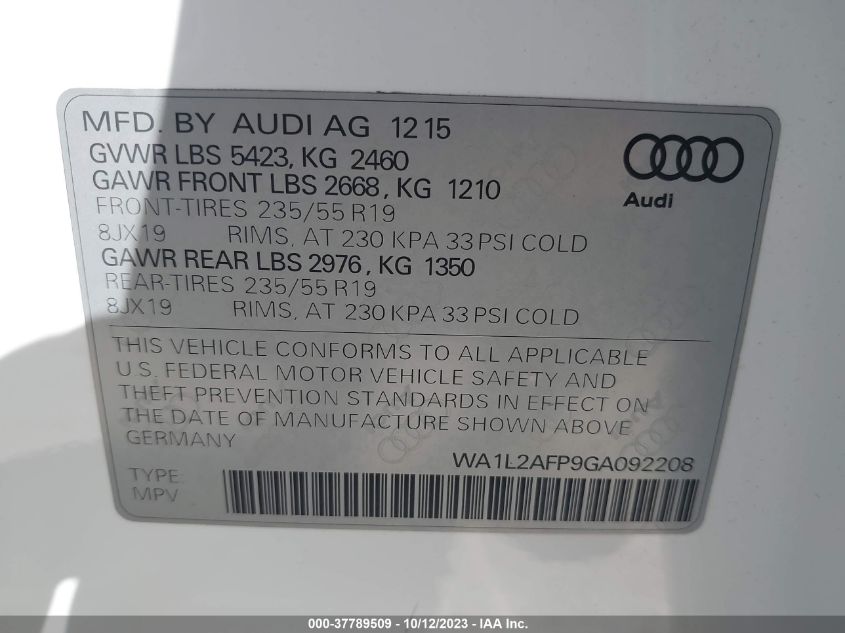 MFD. BY AUDI AG 12 15
GVWR LBS 5423, KG 2460
GAWR FRONT LBS 2668, KG 1210
FRONT-TIRES 235/55 R19
8JX19 RIMS, AT 230 KPA 33 PSI COLD
GAWR REAR LBS 2976, KG 1350
REAR-TIRES 235/55 R19
8JX19 RIMS, AT 230 KPA 33 PSI COLD
Audi
THIS VEHICLE CONFORMS TO ALL APPLICABLE
U.S. FEDERAL MOTOR VEHICLE SAFETY AND
THEFT PREVENTION STANDARDS IN EFFECT ON
THE DATE OF MANUFACTURE SHOWN ABOVE
GERMANY
WA1L2AFP9GA092208
TYPE:
MPV
000-37789509 - 10/12/2023 - IAA Inc.